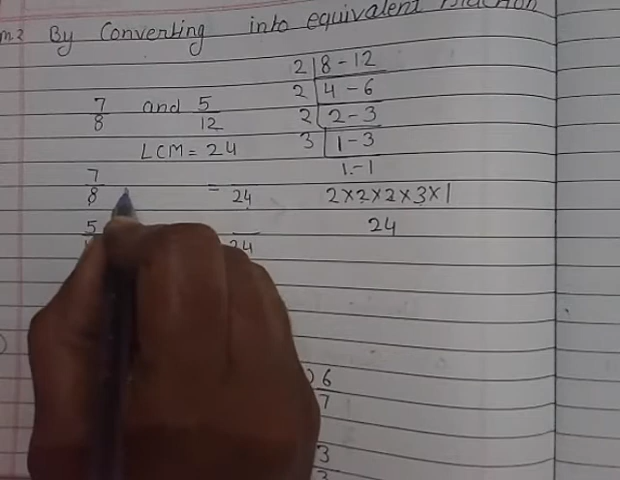 By Converting into equivalent
7/8 and 5/12
LCM = 24
2 | 8 - 12
2 | 4 - 6
2 | 2 - 3
3 | 1 - 3
1 - 1
2×2×2×3×1
24
7/8 = /24
5/ /24
6/7
3